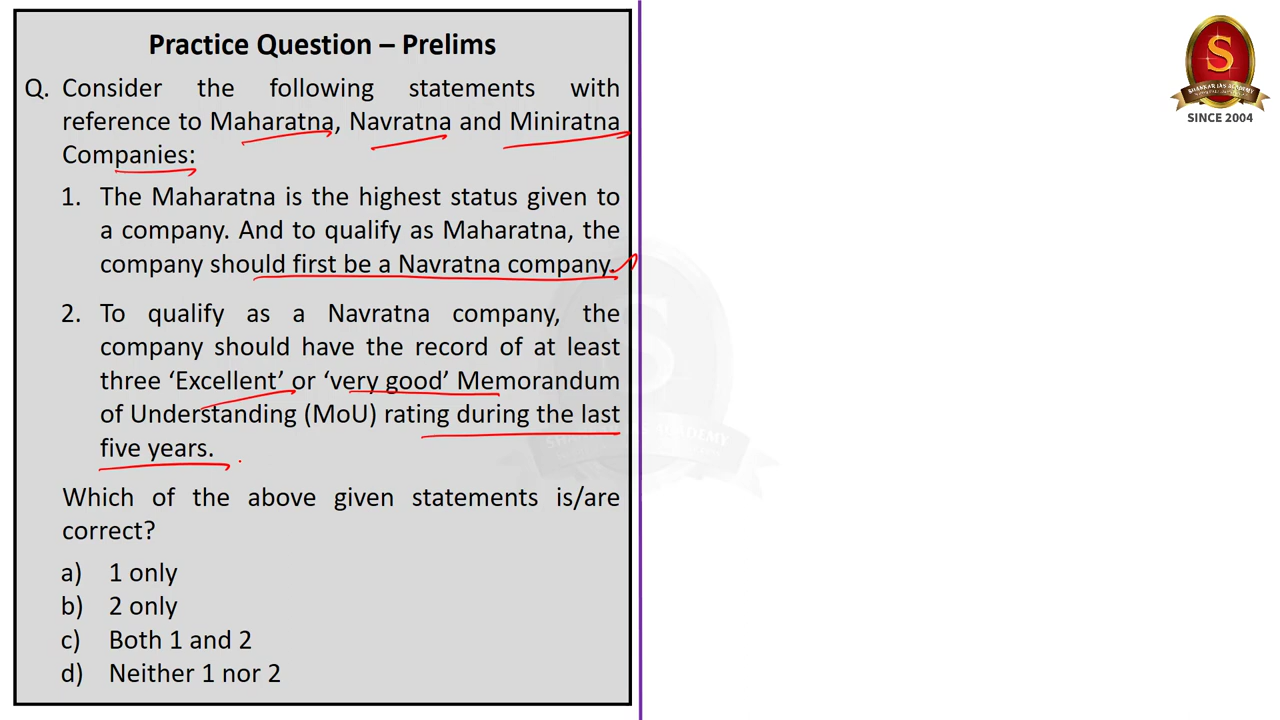 Practice Question – Prelims
Q. Consider the following statements with
reference to Maharatna, Navratna and Miniratna
Companies:
1. The Maharatna is the highest status given to
a company. And to qualify as Maharatna, the
company should first be a Navratna company.
2. To qualify as a Navratna company, the
company should have the record of at least
three ‘Excellent’ or ‘very good’ Memorandum
of Understanding (MoU) rating during the last
five years.
Which of the above given statements is/are
correct?
a) 1 only
b) 2 only
c) Both 1 and 2
d) Neither 1 nor 2
S
SHANKAR IAS ACADEMY
SINCE 2004